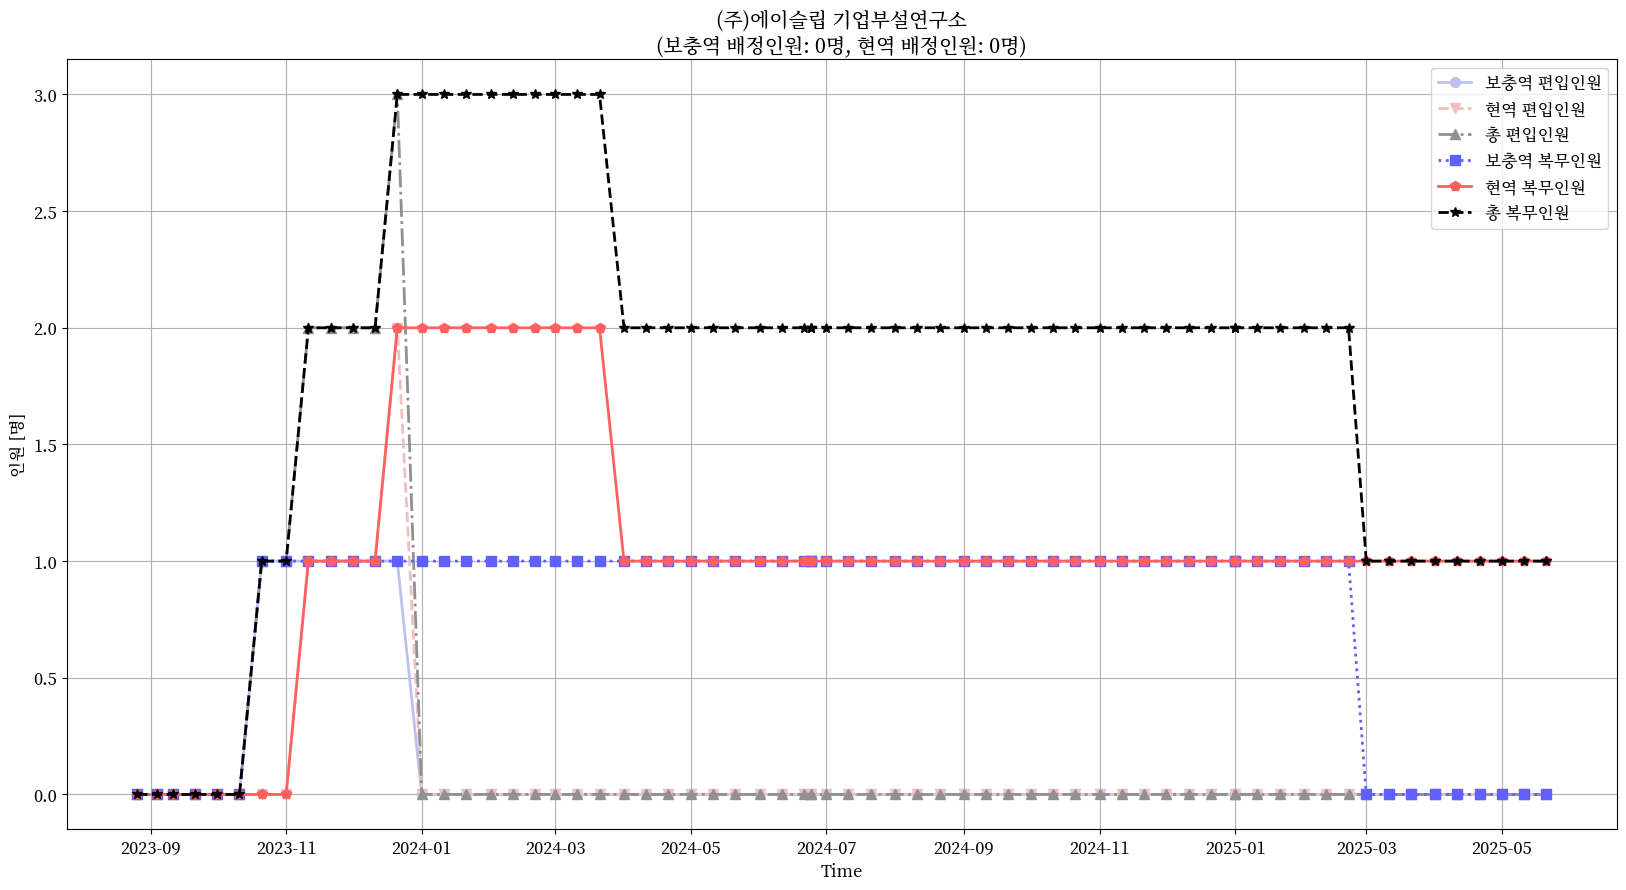 (주)에이슬립 기업부설연구소
(보충역 배정인원: 0명, 현역 배정인원: 0명)
보충역 편입인원
현역 편입인원
총 편입인원
보충역 복무인원
현역 복무인원
총 복무인원
인원 [명]
3.0
2.5
2.0
1.5
1.0
0.5
0.0
2023-09 2023-11 2024-01 2024-03 2024-05 2024-07 2024-09 2024-11 2025-01 2025-03 2025-05
Time